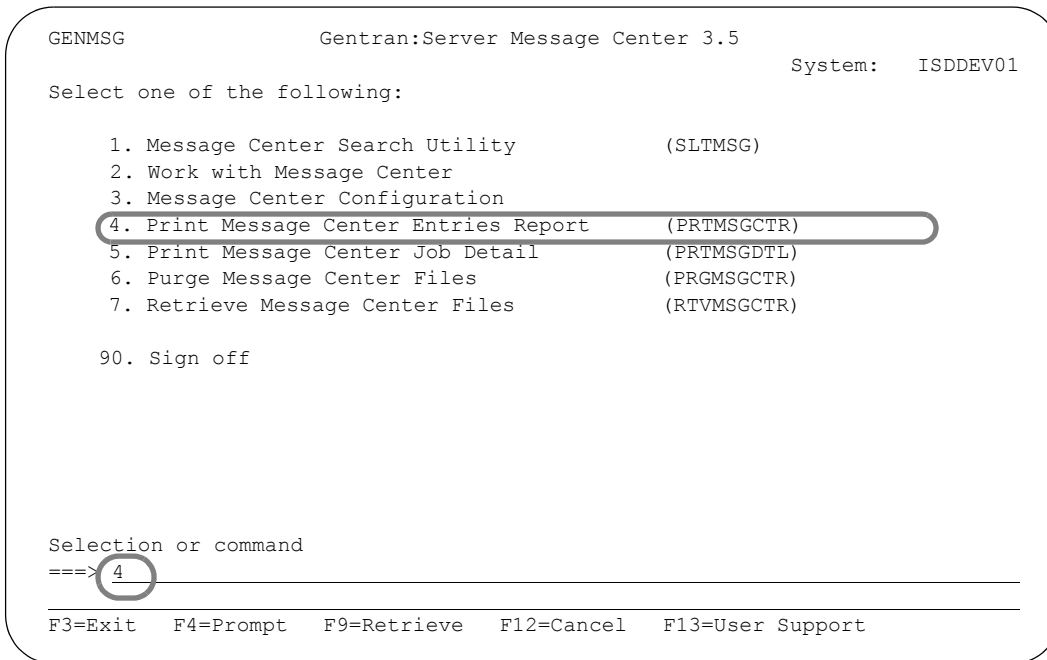 GENMSG Gentran:Server Message Center 3.5
System: ISDDEV01
Select one of the following:
1. Message Center Search Utility (SLTMSG)
2. Work with Message Center
3. Message Center Configuration
4. Print Message Center Entries Report (PRTMSGCTR)
5. Print Message Center Job Detail (PRTMSGDTL)
6. Purge Message Center Files (PRGMSGCTR)
7. Retrieve Message Center Files (RTVMSGCTR)
90. Sign off
Selection or command
===> 4
F3=Exit F4=Prompt F9=Retrieve F12=Cancel F13=User Support